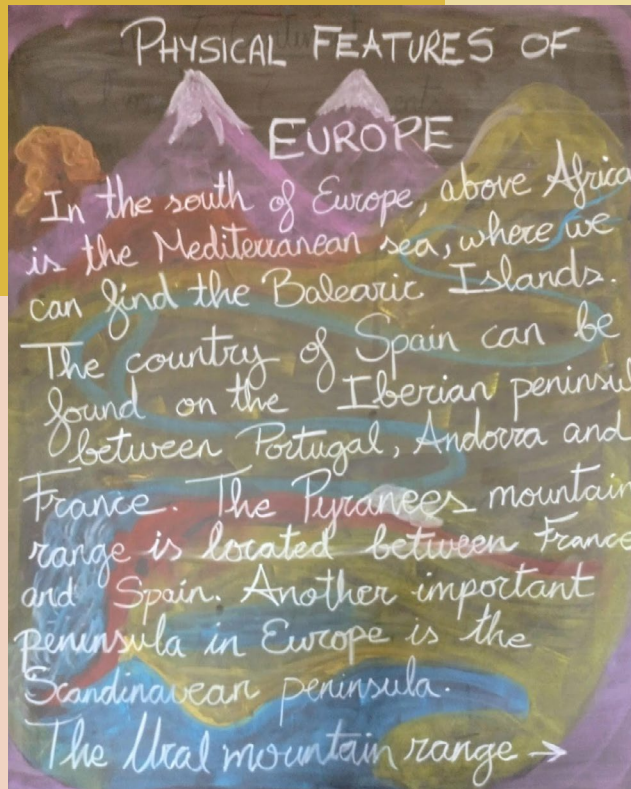 PHYSICAL FEATURES OF
EUROPE
In the south of Europe, above Africa
is the Mediterranean sea, where we
can find the Balearic Islands.
The country of Spain can be
found on the Iberian peninsul
between Portugal, Andorra and
France. The Pyranees mountain
range is located between France
and Spain. Another important
peninsula in Europe is the
Scandinavean peninsula.
The Ural mountain range →